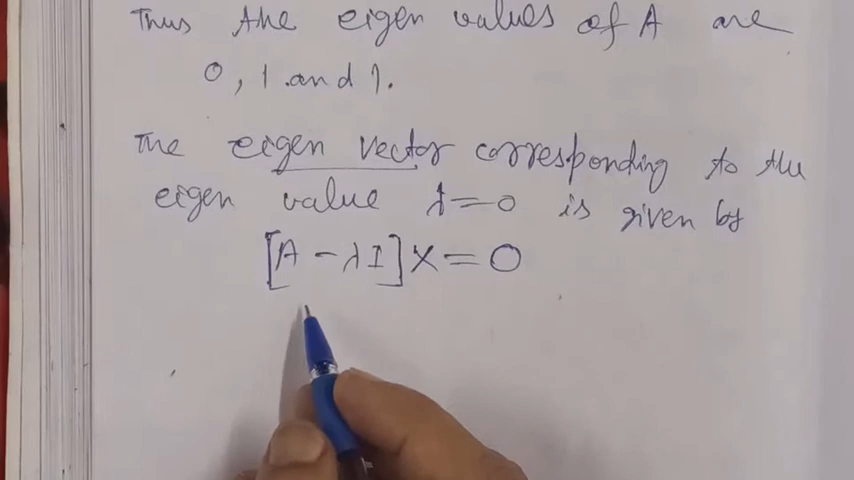 Thus the eigen values of A are
0, 1 and 1.
The eigen vector corresponding to the
eigen value λ=0 is given by
[A - λI]X=0